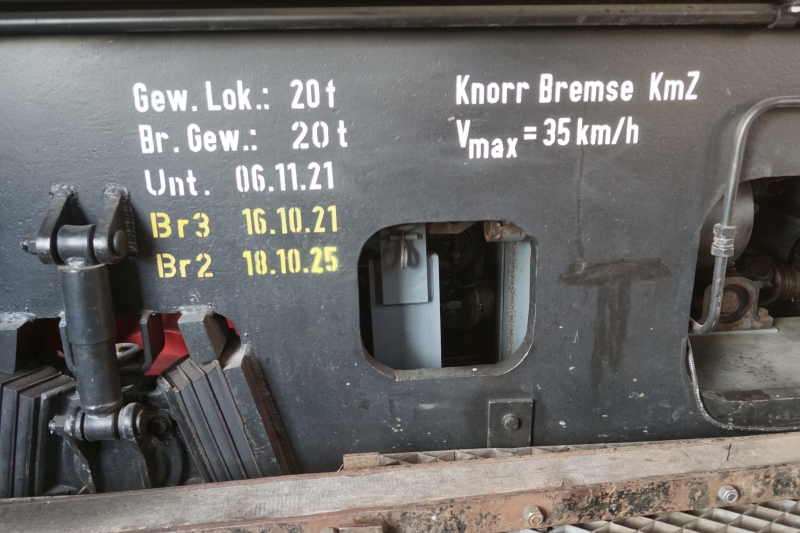 Gew. Lok.: 20t
Br. Gew.: 20 t
Unt. 06.11.21
Br3 16.10.21
Br2 18.10.25
Knorr Bremse KmZ
Vmax = 35 km/h